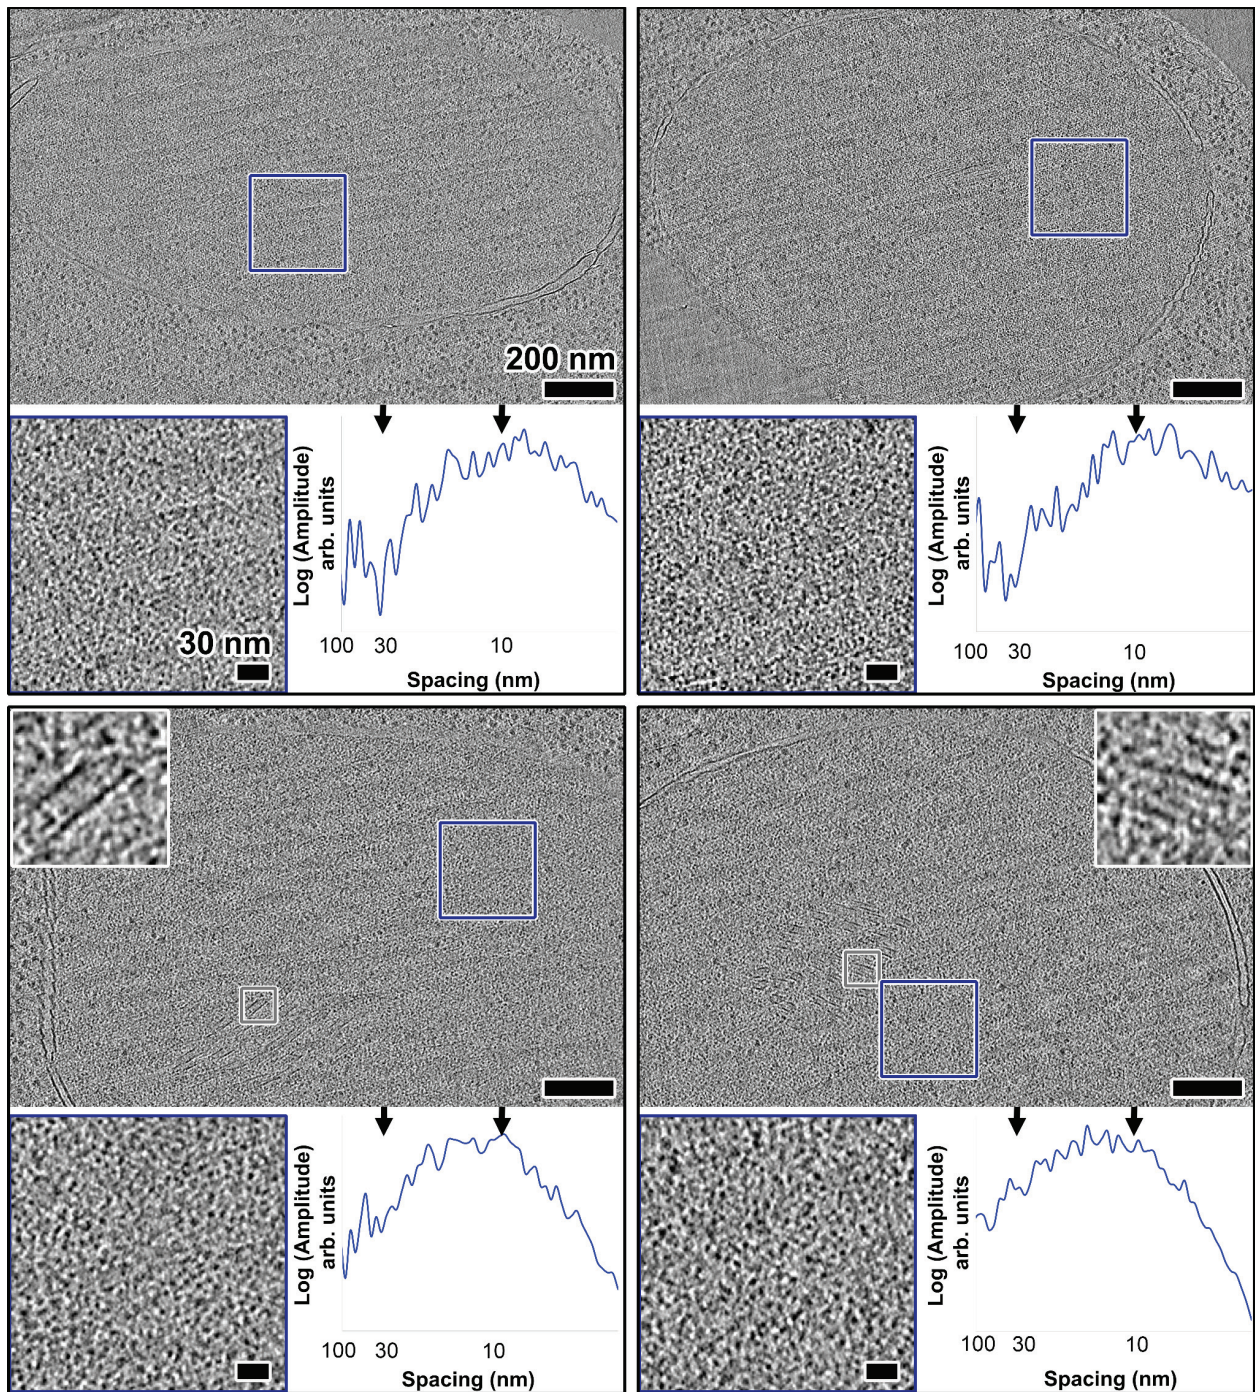 200 nm
30 nm
Log (Amplitude)
arb. units
100 30 10
Spacing (nm)
Log (Amplitude)
arb. units
100 30 10
Spacing (nm)
Log (Amplitude)
arb. units
100 30 10
Spacing (nm)
Log (Amplitude)
arb. units
100 30 10
Spacing (nm)